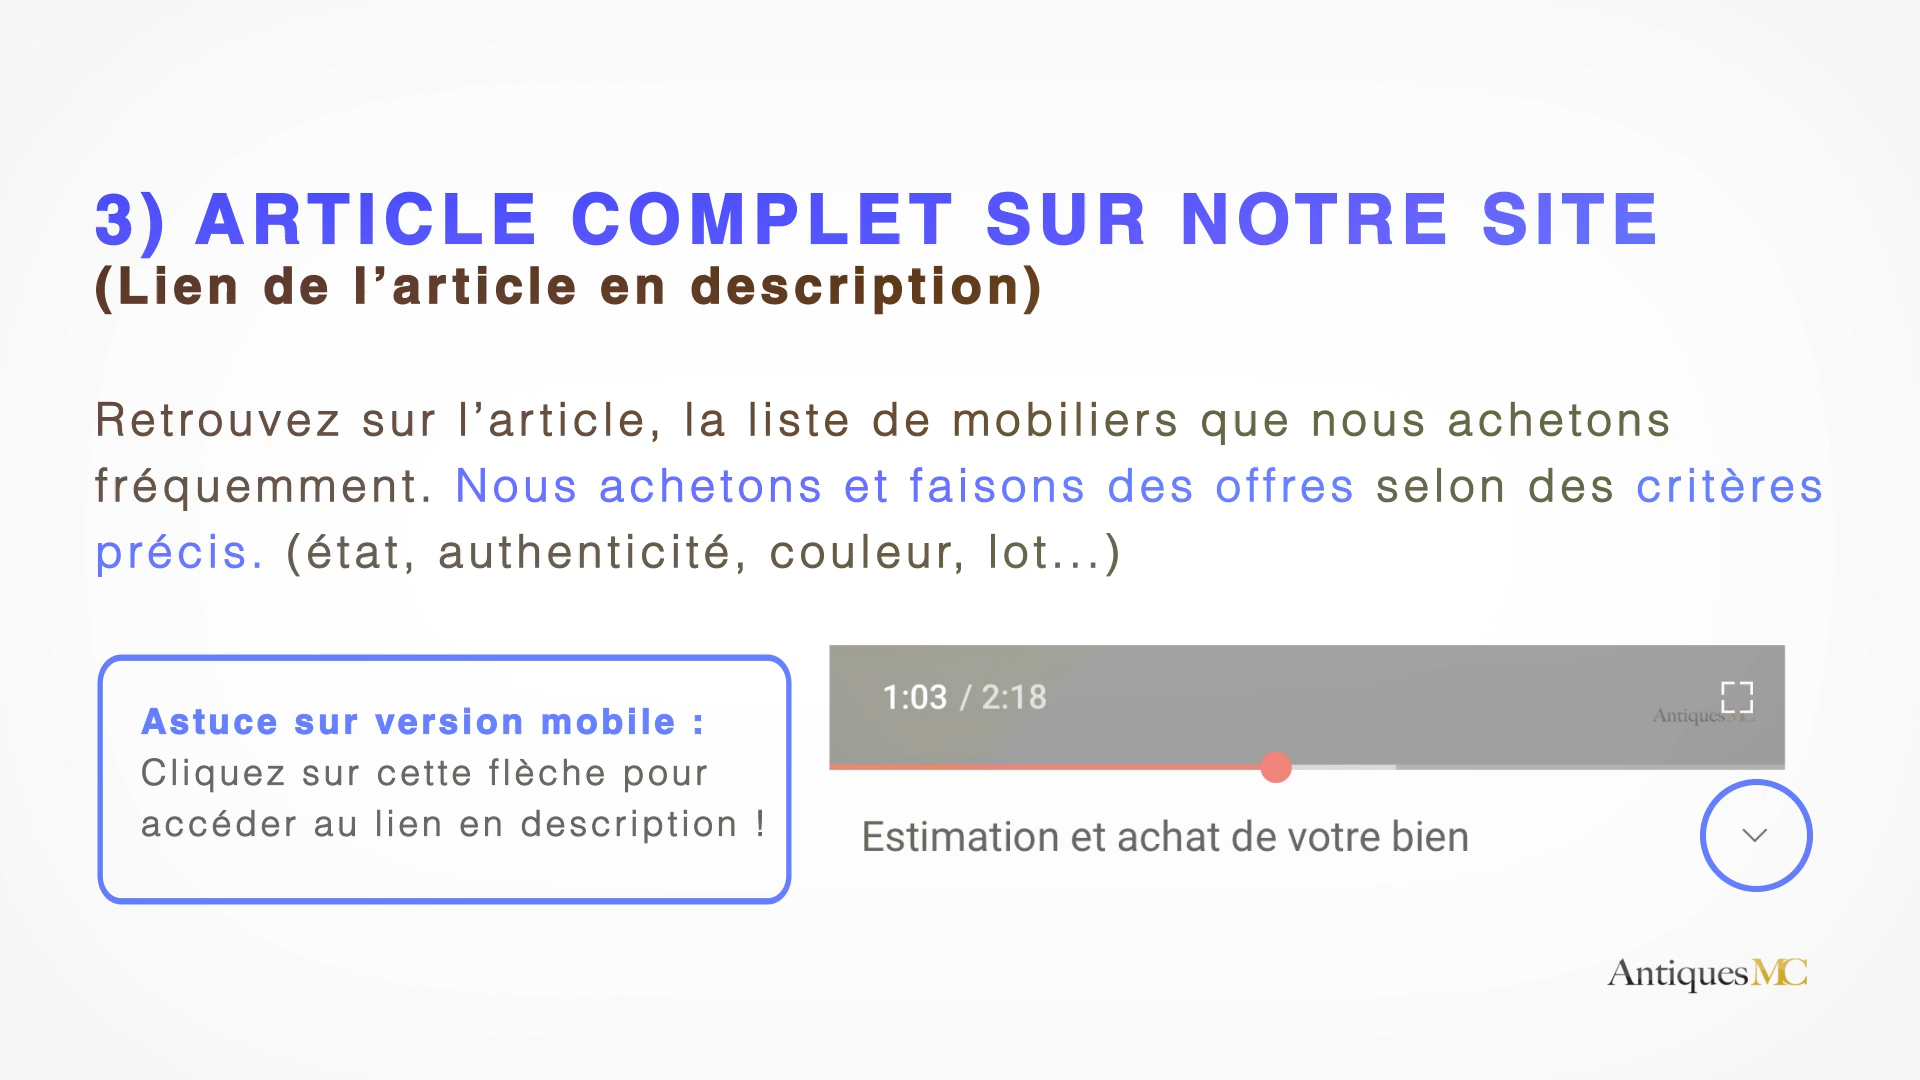 3) ARTICLE COMPLET SUR NOTRE SITE
(Lien de l’article en description)
Retrouvez sur l’article, la liste de mobiliers que nous achetons
fréquemment. Nous achetons et faisons des offres selon des critères
précis. (état, authenticité, couleur, lot...)
Astuce sur version mobile :
Cliquez sur cette flèche pour
accéder au lien en description !
1:03 / 2:18
AntiquesMC
Estimation et achat de votre bien
AntiquesMC